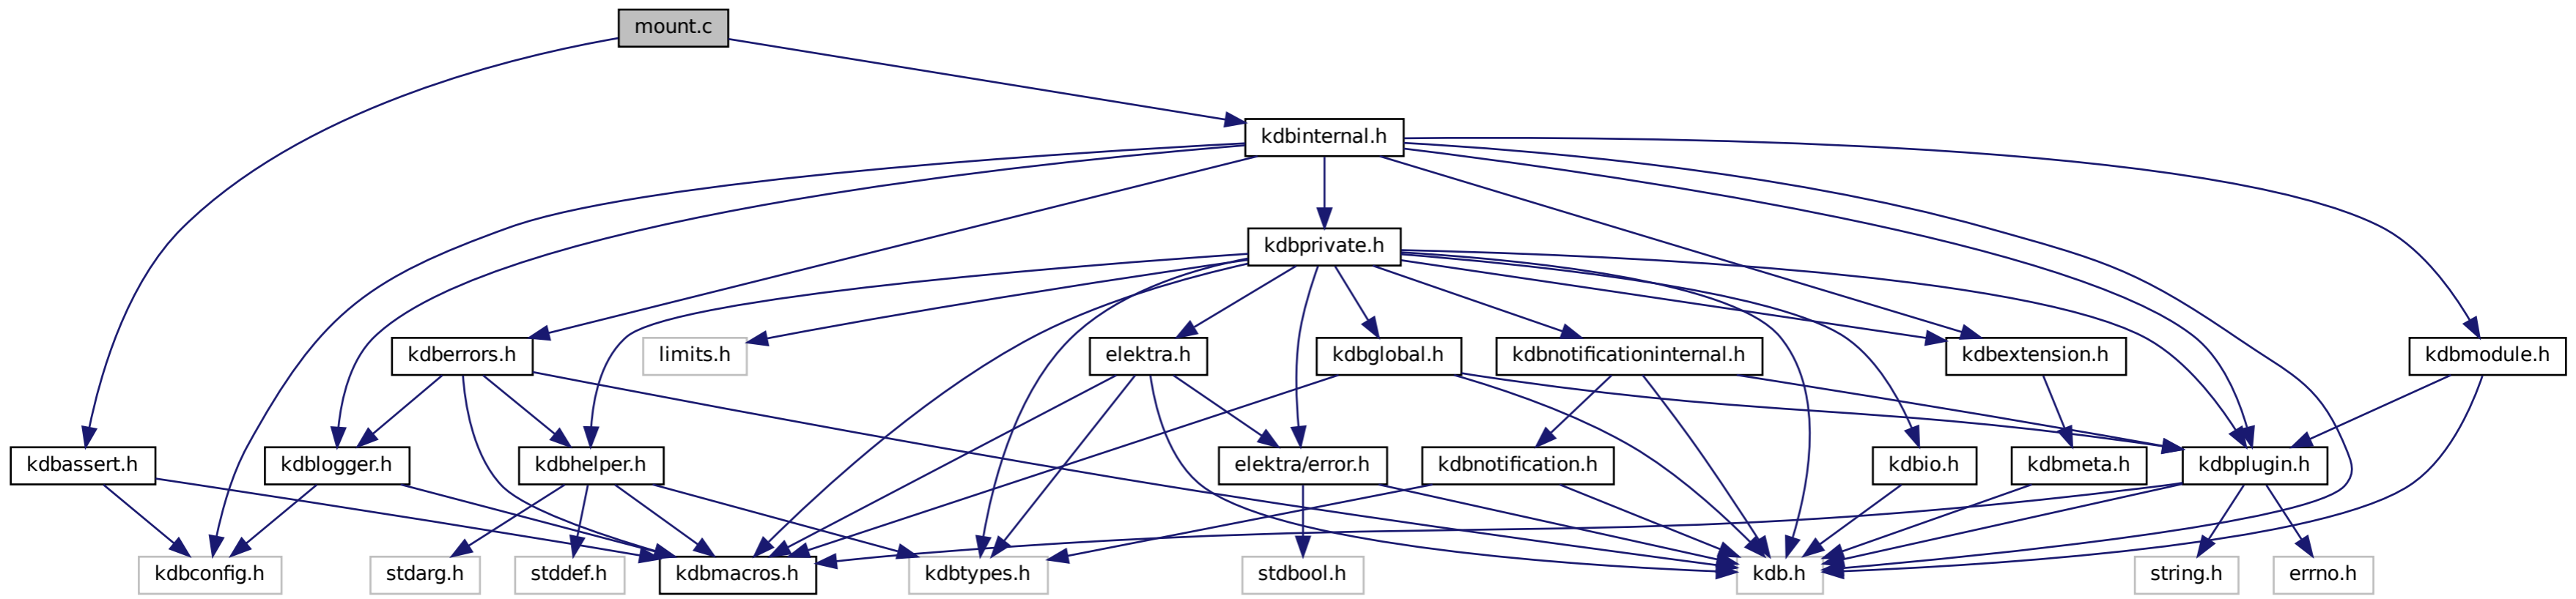 mount.c
kdbinternal.h
kdbprivate.h
kdberrors.h
limits.h
elektra.h
kdbglobal.h
kdbnotificationinternal.h
kdbextension.h
kdbmodule.h
kdbassert.h
kdblogger.h
kdbhelper.h
elektra/error.h
kdbnotification.h
kdbio.h
kdbmeta.h
kdbplugin.h
kdbconfig.h
stdarg.h
stddef.h
kdbmacros.h
kdbtypes.h
stdbool.h
kdb.h
string.h
errno.h